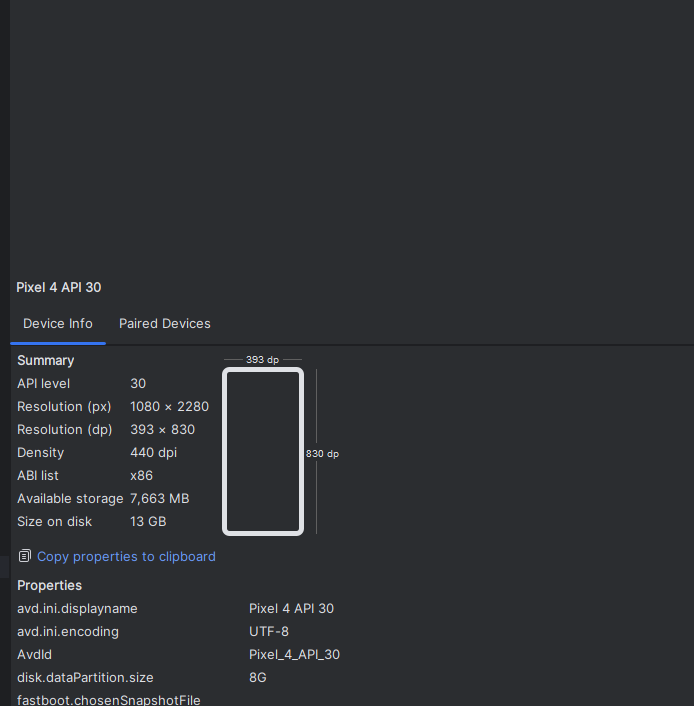 Pixel 4 API 30
Device Info Paired Devices
Summary
393 dp
API level 30
Resolution (px) 1080 × 2280
Resolution (dp) 393 × 830
Density 440 dpi
830 dp
ABI list x86
Available storage 7,663 MB
Size on disk 13 GB
Copy properties to clipboard
Properties
avd.ini.displayname Pixel 4 API 30
avd.ini.encoding UTF-8
AvdId Pixel_4_API_30
disk.dataPartition.size 8G
fastboot.chosenSnapshotFile